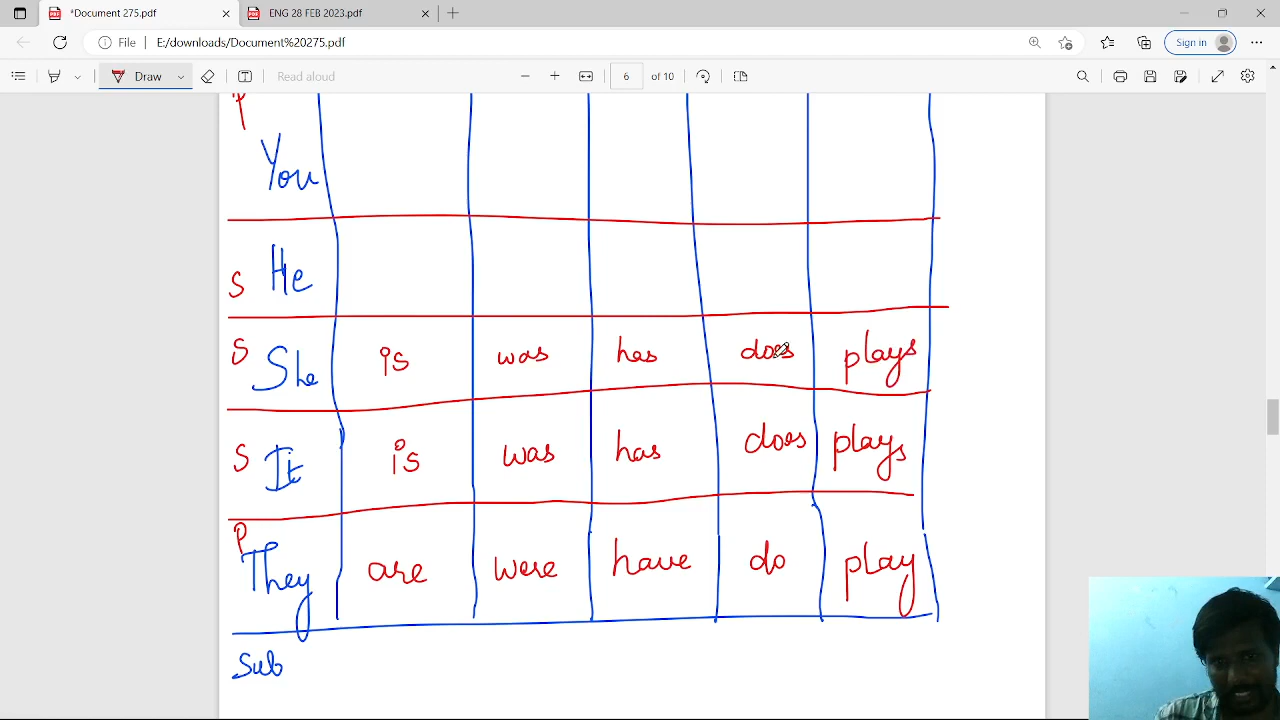 *Document 275.pdf
ENG 28 FEB 2023.pdf
File E:/downloads/Document%20275.pdf
Sign in
Draw
Read aloud
6 of 10
P
You
S He
S She is was has does plays
S It is was has does plays
P They are were have do play
Sub